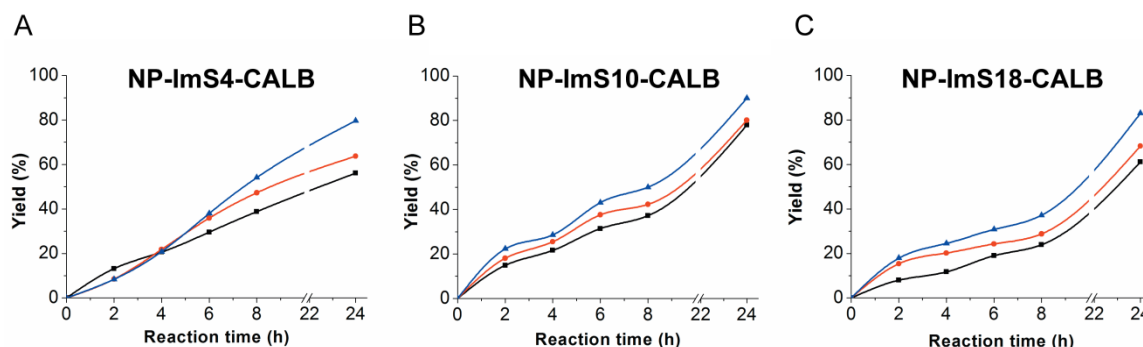 A
NP-ImS4-CALB
100
80
60
40
20
0
Yield (%)
0 2 4 6 8 22 24
Reaction time (h)
B
NP-ImS10-CALB
100
80
60
40
20
0
Yield (%)
0 2 4 6 8 22 24
Reaction time (h)
C
NP-ImS18-CALB
100
80
60
40
20
0
Yield (%)
0 2 4 6 8 22 24
Reaction time (h)